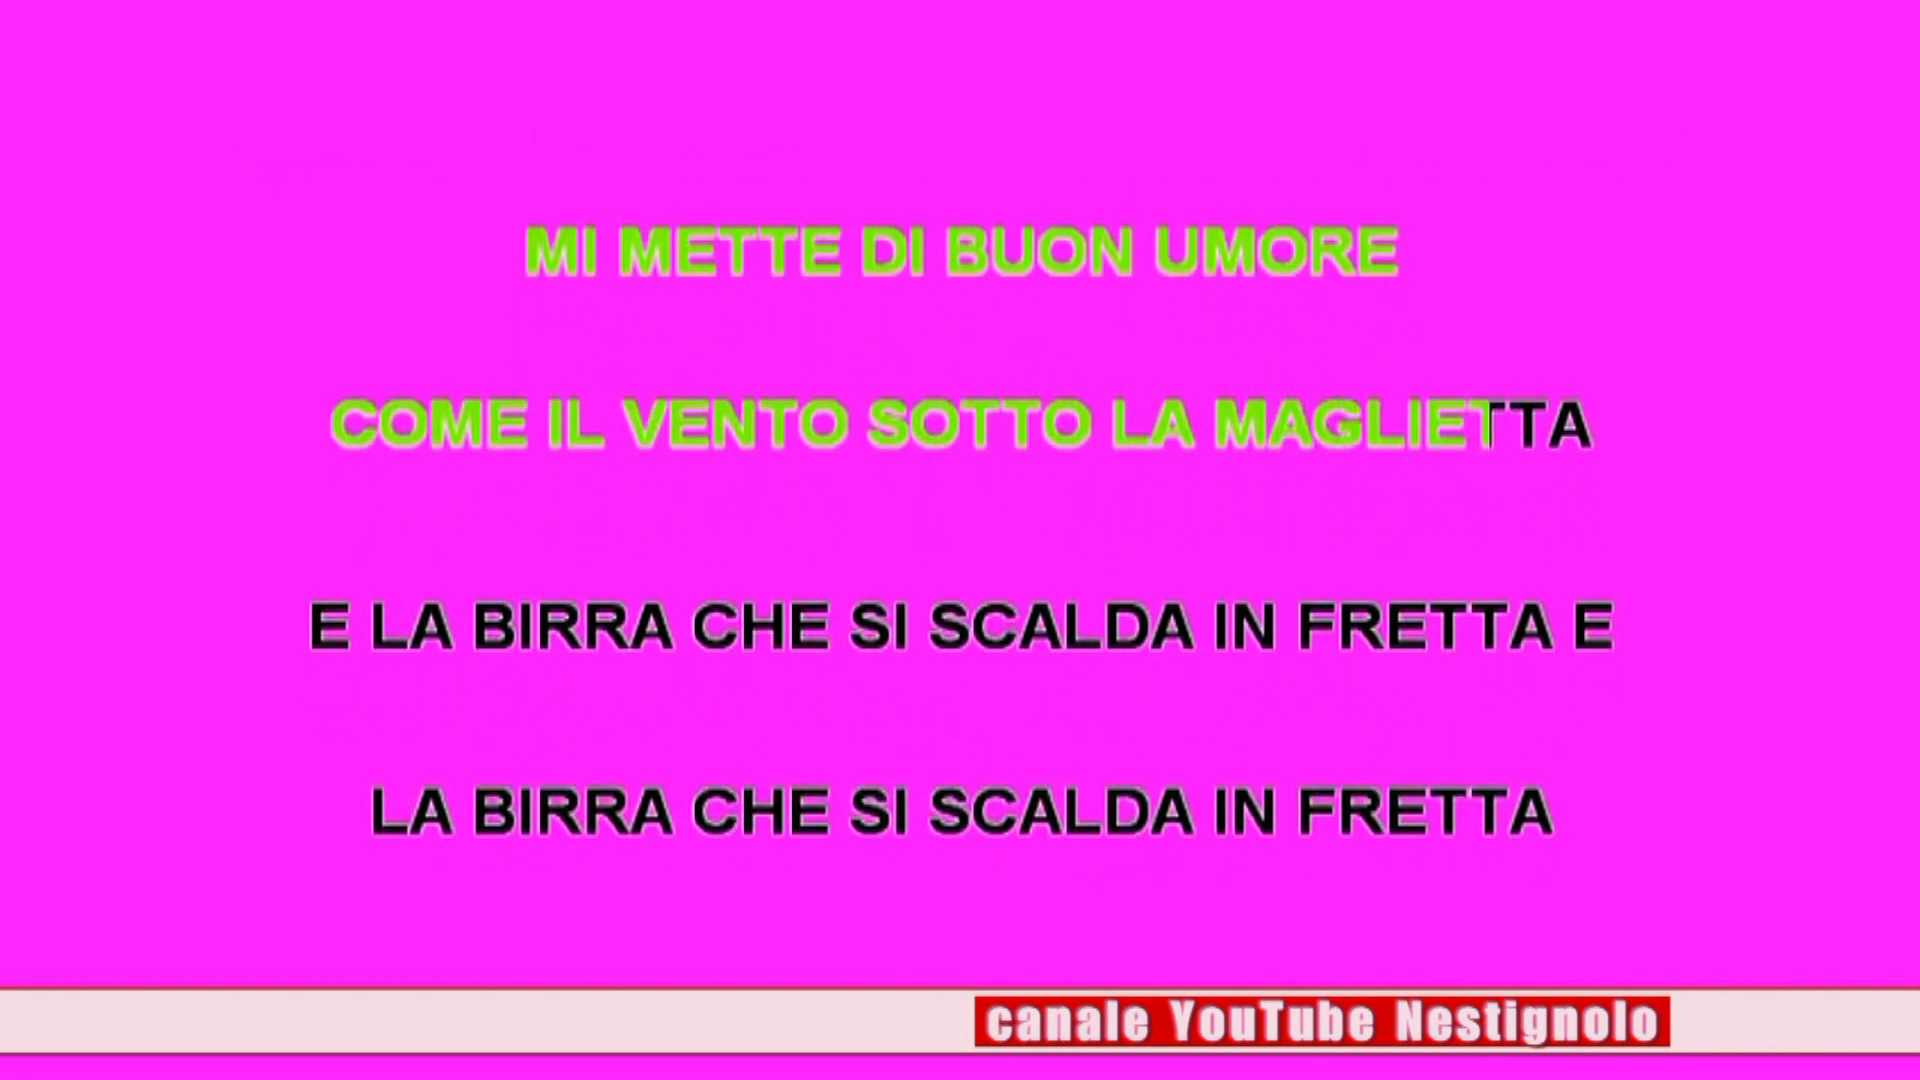 MI METTE DI BUON UMORE
COME IL VENTO SOTTO LA MAGLIETTA
E LA BIRRA CHE SI SCALDA IN FRETTA E
LA BIRRA CHE SI SCALDA IN FRETTA
canale YouTube Nestignolo